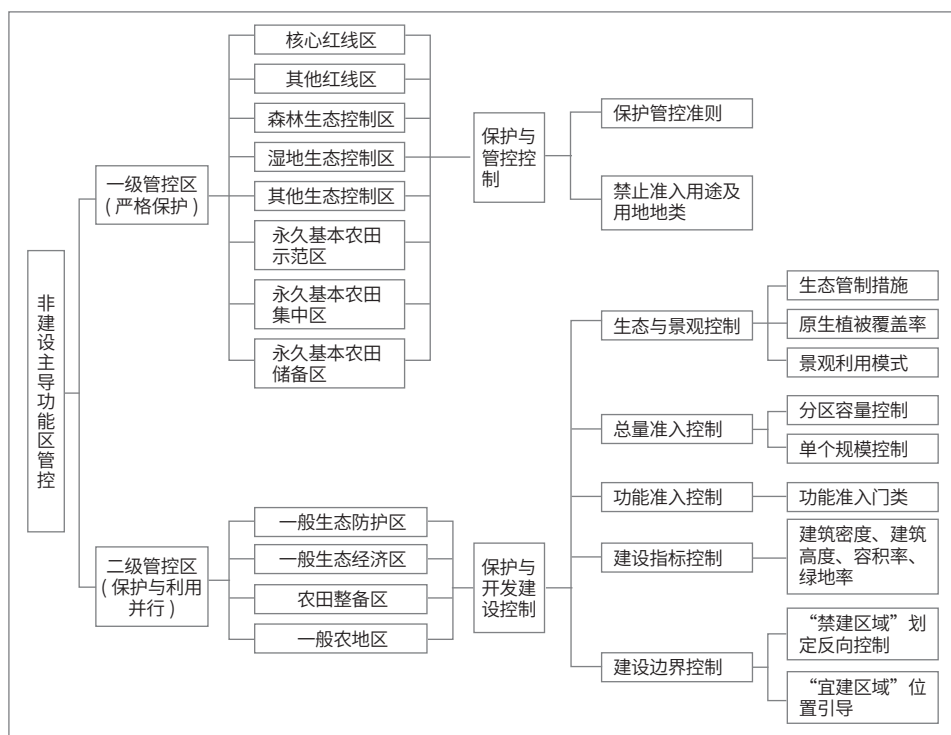 非建设主导功能区管控
一级管控区
（严格保护）
核心红线区
其他红线区
森林生态控制区
湿地生态控制区
其他生态控制区
永久基本农田
示范区
永久基本农田
集中区
永久基本农田
储备区
保护与
管控控
制
保护管控准则
禁止准入用途及
用地地类
二级管控区
（保护与利用
并行）
一般生态防护区
一般生态经济区
农田整备区
一般农地区
保护与
开发建
设控制
生态与景观控制
生态管制措施
原生植被覆盖率
景观利用模式
总量准入控制
分区容量控制
单个规模控制
功能准入控制
功能准入门类
建设指标控制
建筑密度、建筑
高度、容积率、
绿地率
建设边界控制
“禁建区域”划
定反向控制
“宜建区域”位
置引导